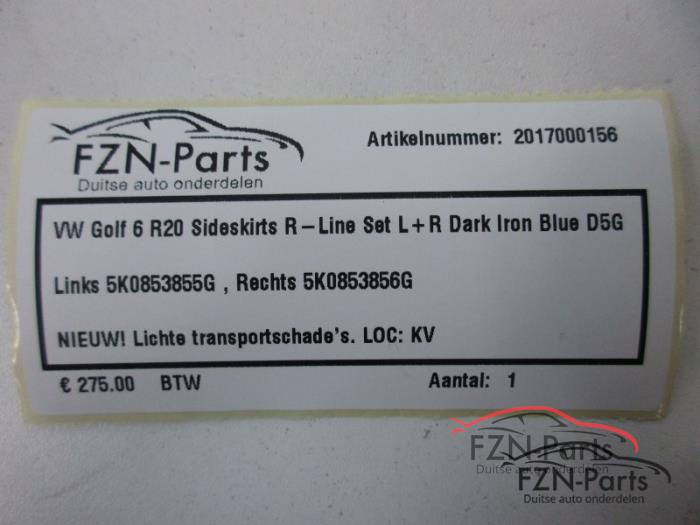 FZN-Parts
Duitse auto onderdelen
Artikelnummer: 2017000156
VW Golf 6 R20 Sideskirts R-Line Set L+R Dark Iron Blue D5G
Links 5K0853855G , Rechts 5K0853856G
NIEUW! Lichte transportschade's. LOC: KV
€ 275.00 BTW
Aantal: 1
FZN-Parts
Duitse auto onderdelen
FZN-Parts
Duitse auto onderdelen